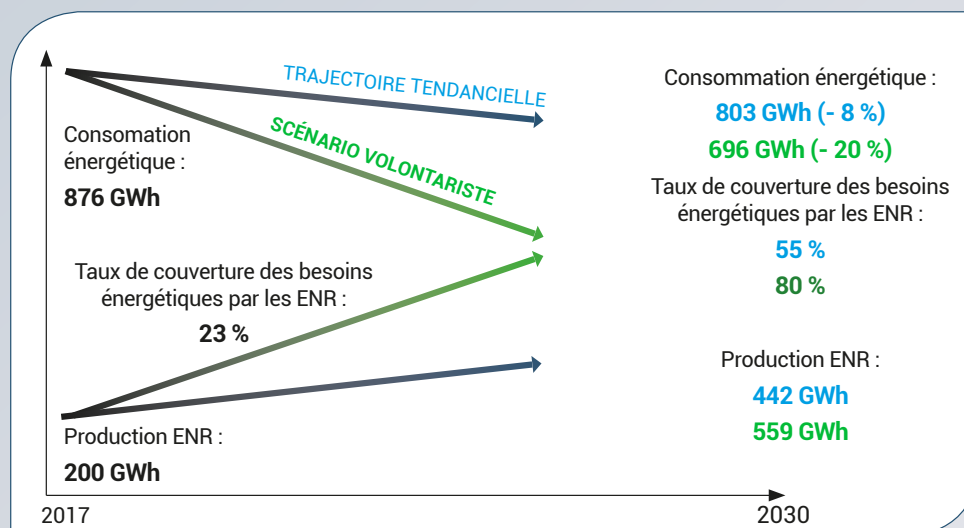 TRAJECTOIRE TENDANCIELLE
SCÉNARIO VOLONTARISTE
Consomation
énergétique :
876 GWh
Taux de couverture des besoins
énergétiques par les ENR :
23 %
Production ENR :
200 GWh
2017
2030
Consommation énergétique :
803 GWh (- 8 %)
696 GWh (- 20 %)
Taux de couverture des besoins
énergétiques par les ENR :
55 %
80 %
Production ENR :
442 GWh
559 GWh